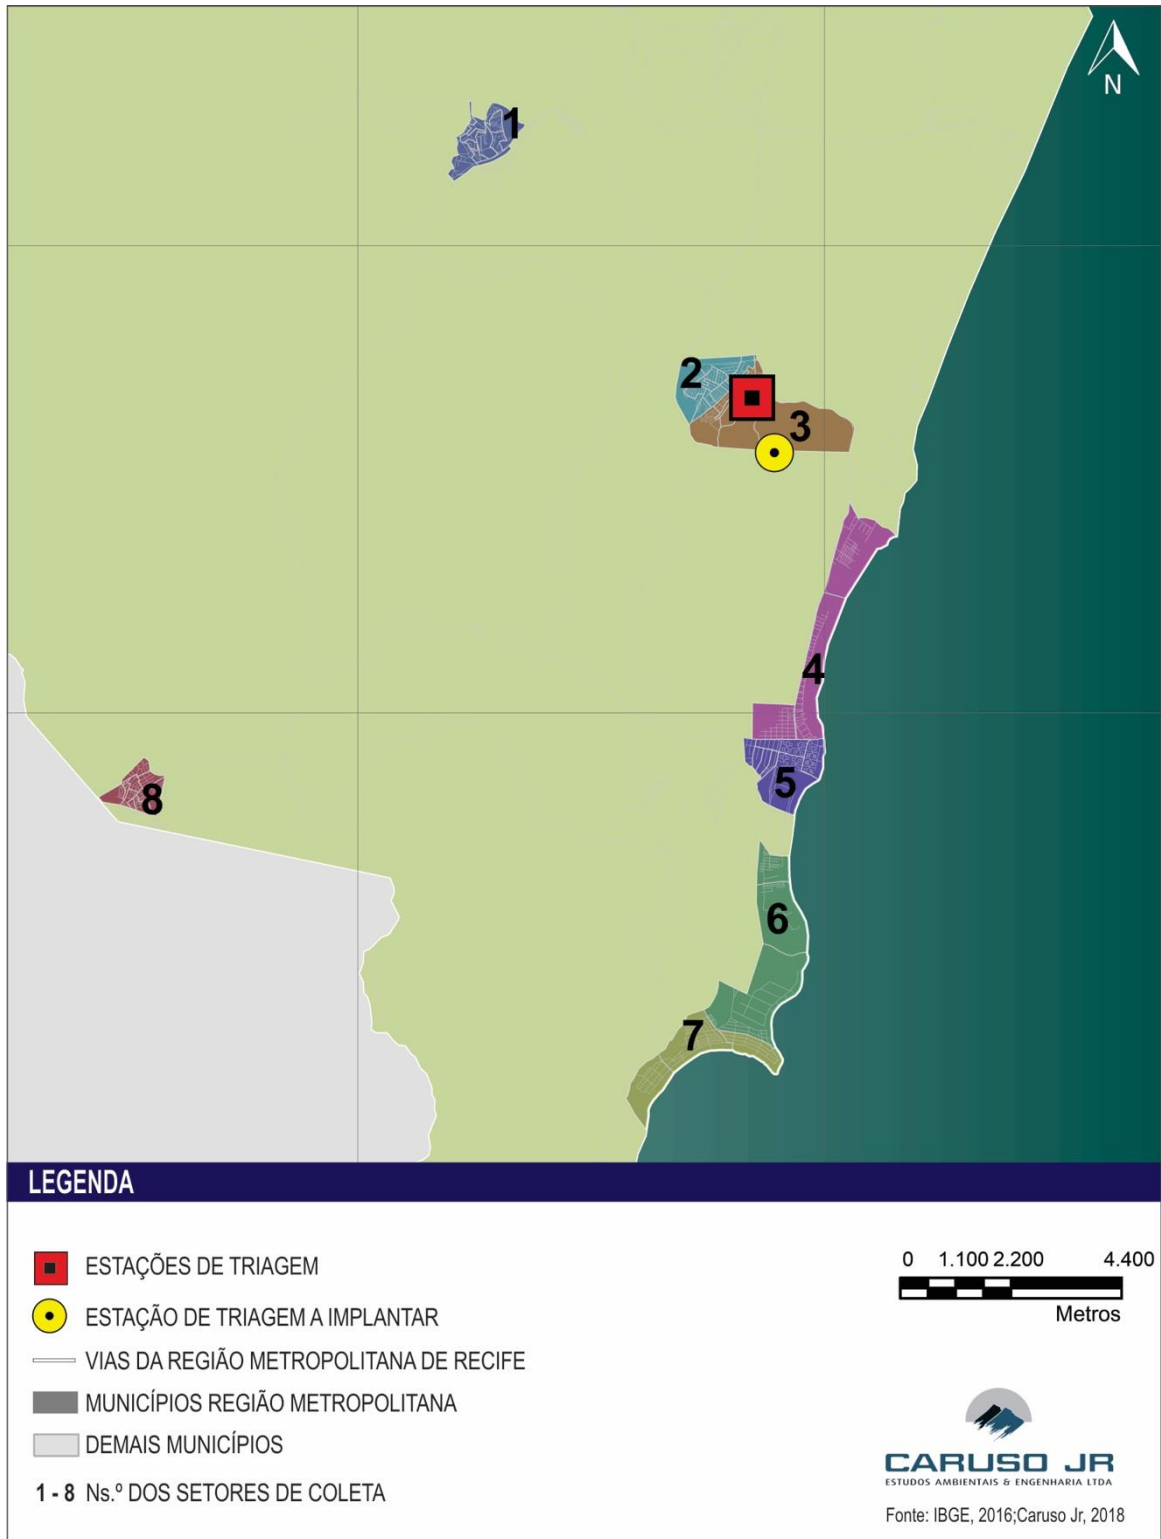 N
1
2
3
4
5
8
6
7
LEGENDA
ESTAÇÕES DE TRIAGEM
ESTAÇÃO DE TRIAGEM A IMPLANTAR
VIAS DA REGIÃO METROPOLITANA DE RECIFE
MUNICÍPIOS REGIÃO METROPOLITANA
DEMAIS MUNICÍPIOS
1 - 8 Ns.º DOS SETORES DE COLETA
0 1.100 2.200 4.400
Metros
CARUSO JR
ESTUDOS AMBIENTAIS & ENGENHARIA LTDA
Fonte: IBGE, 2016;Caruso Jr, 2018